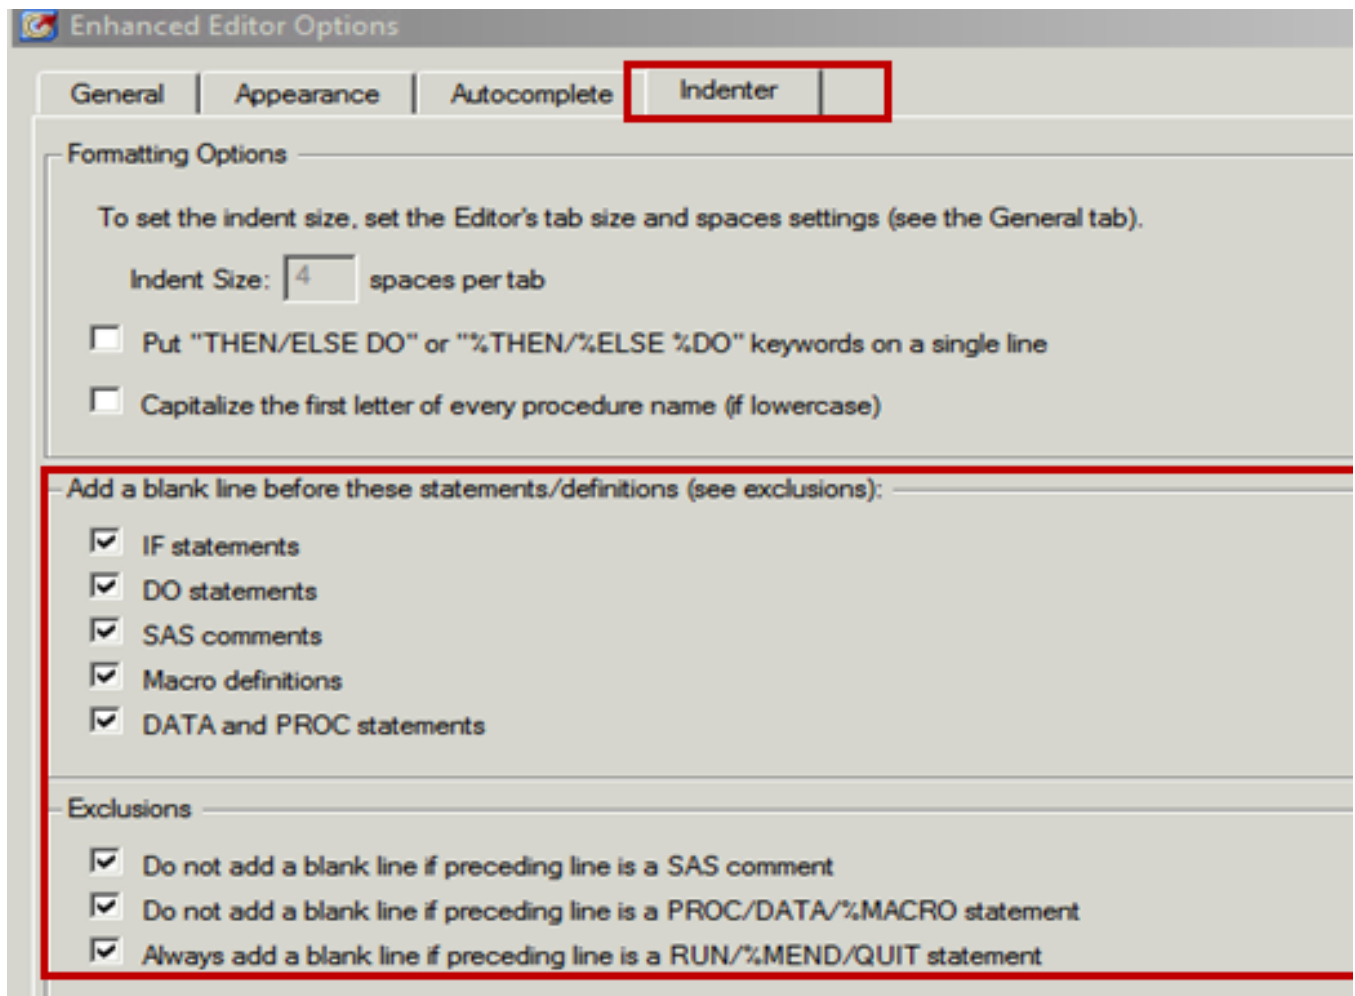 Enhanced Editor Options
General Appearance Autocomplete Indenter
Formatting Options
To set the indent size, set the Editor's tab size and spaces settings (see the General tab).
Indent Size: 4 spaces per tab
Put "THEN/ELSE DO" or "%THEN/%ELSE %DO" keywords on a single line
Capitalize the first letter of every procedure name (if lowercase)
Add a blank line before these statements/definitions (see exclusions):
IF statements
DO statements
SAS comments
Macro definitions
DATA and PROC statements
Exclusions
Do not add a blank line if preceding line is a SAS comment
Do not add a blank line if preceding line is a PROC/DATA/%MACRO statement
Always add a blank line if preceding line is a RUN/%MEND/QUIT statement